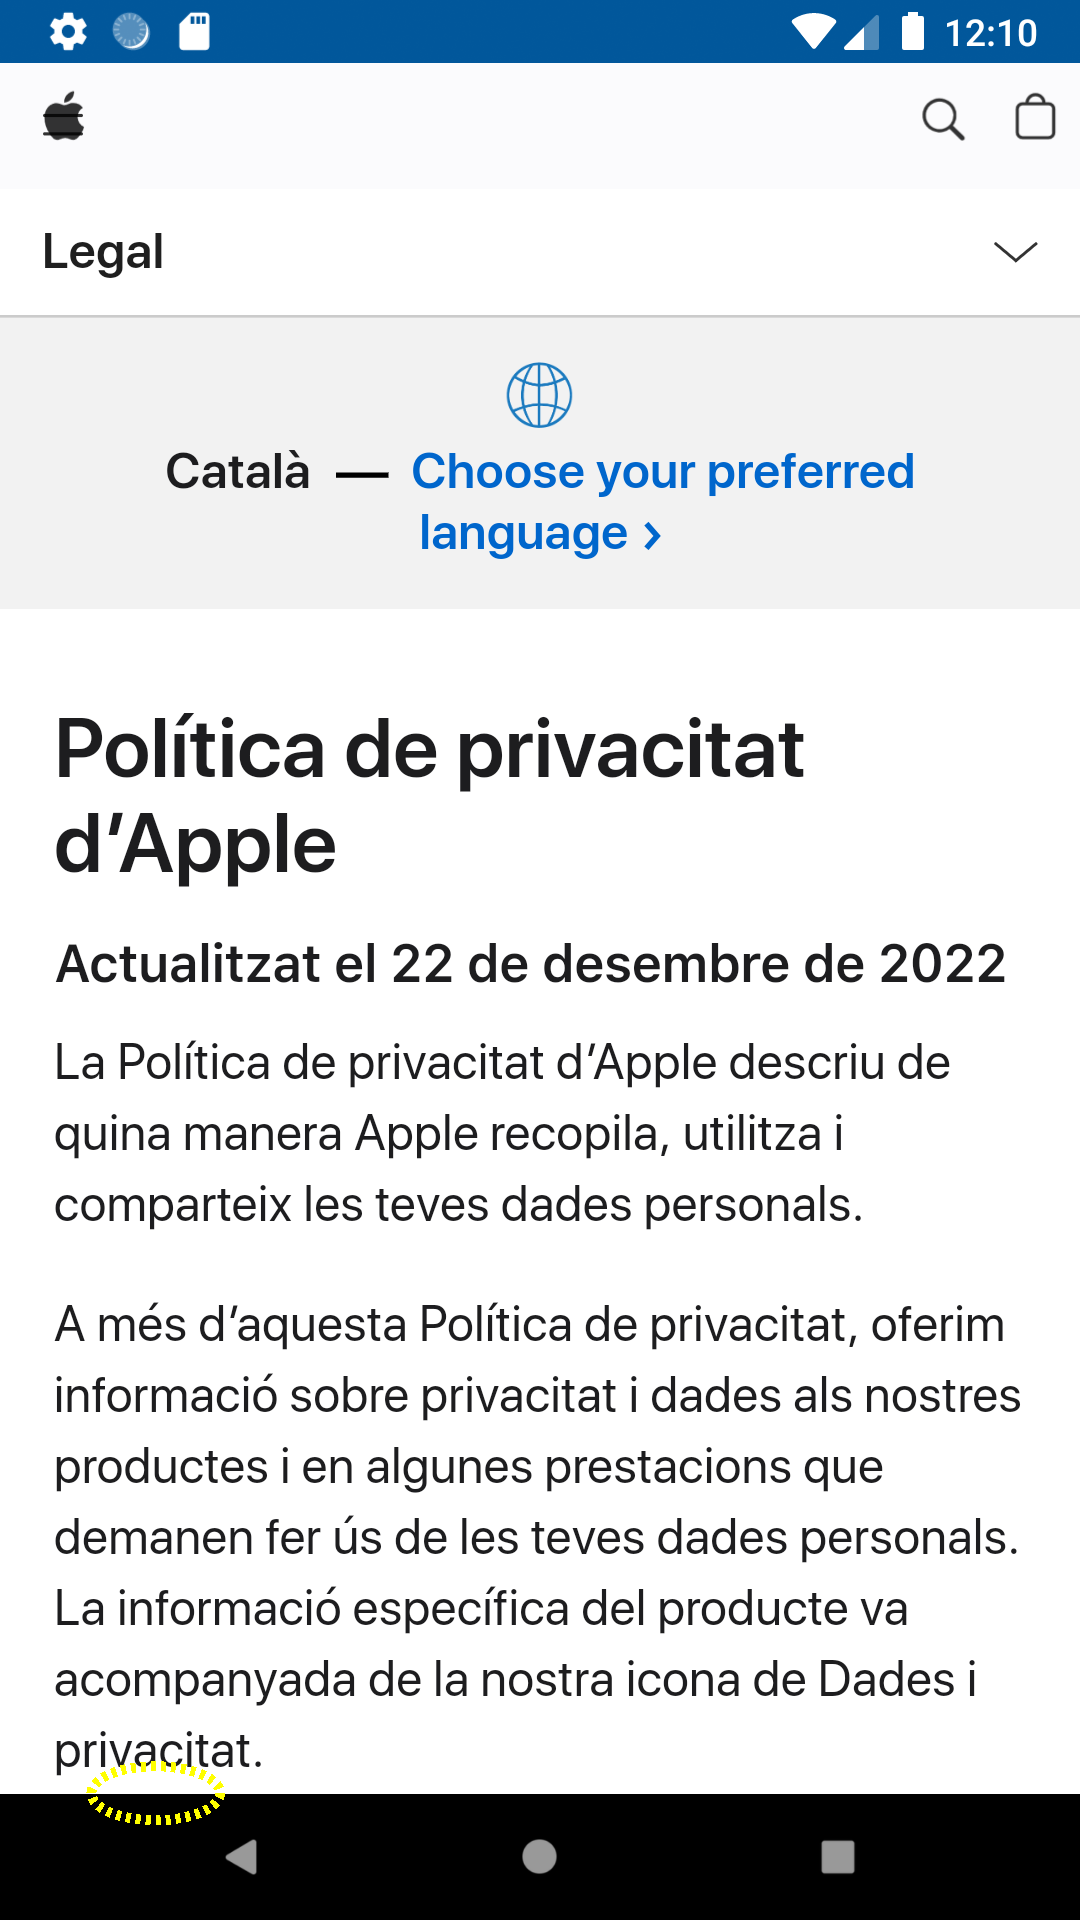 12:10
Legal
Català — Choose your preferred
language ›
Política de privacitat
d’Apple
Actualitzat el 22 de desembre de 2022
La Política de privacitat d’Apple descriu de
quina manera Apple recopila, utilitza i
comparteix les teves dades personals.
A més d’aquesta Política de privacitat, oferim
informació sobre privacitat i dades als nostres
productes i en algunes prestacions que
demanen fer ús de les teves dades personals.
La informació específica del producte va
acompanyada de la nostra icona de Dades i
privacitat.